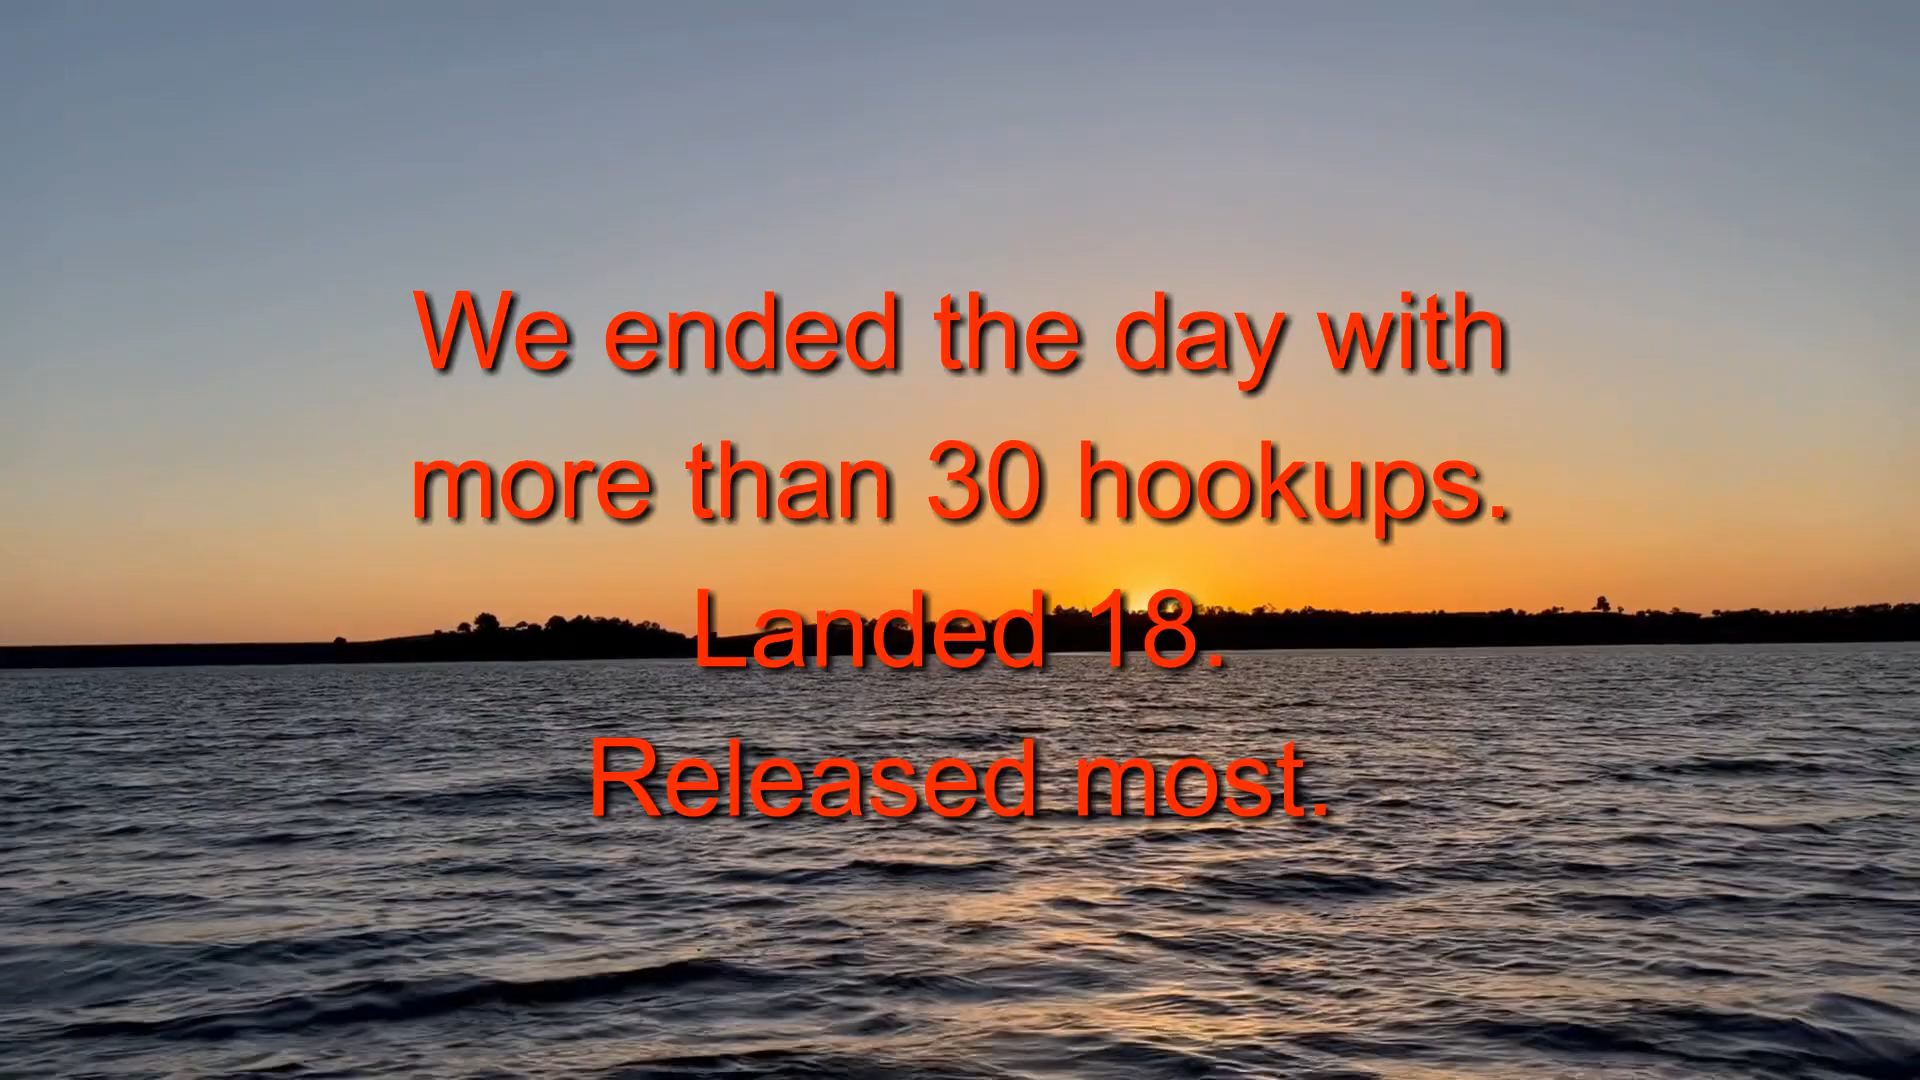 We ended the day with
more than 30 hookups.
Landed 18.
Released most.